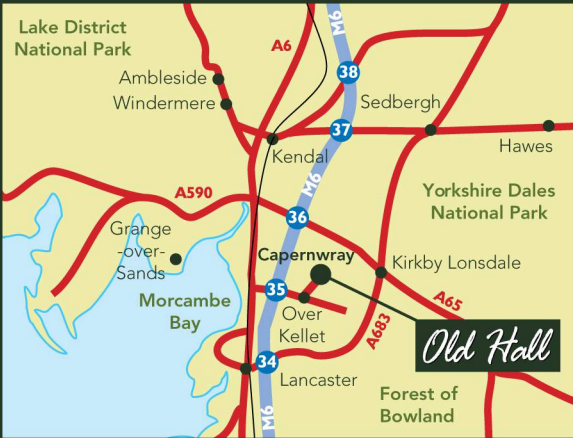 Lake District
National Park
M6
A6
38
Ambleside
Windermere
Sedbergh
37
Kendal
Hawes
M6
A590
Yorkshire Dales
National Park
36
Grange
-over-
Sands
Capernwray
Kirkby Lonsdale
35
Morcambe
Bay
Over
Kellet
A65
A683
Old Hall
34
Lancaster
Forest of
Bowland
M6